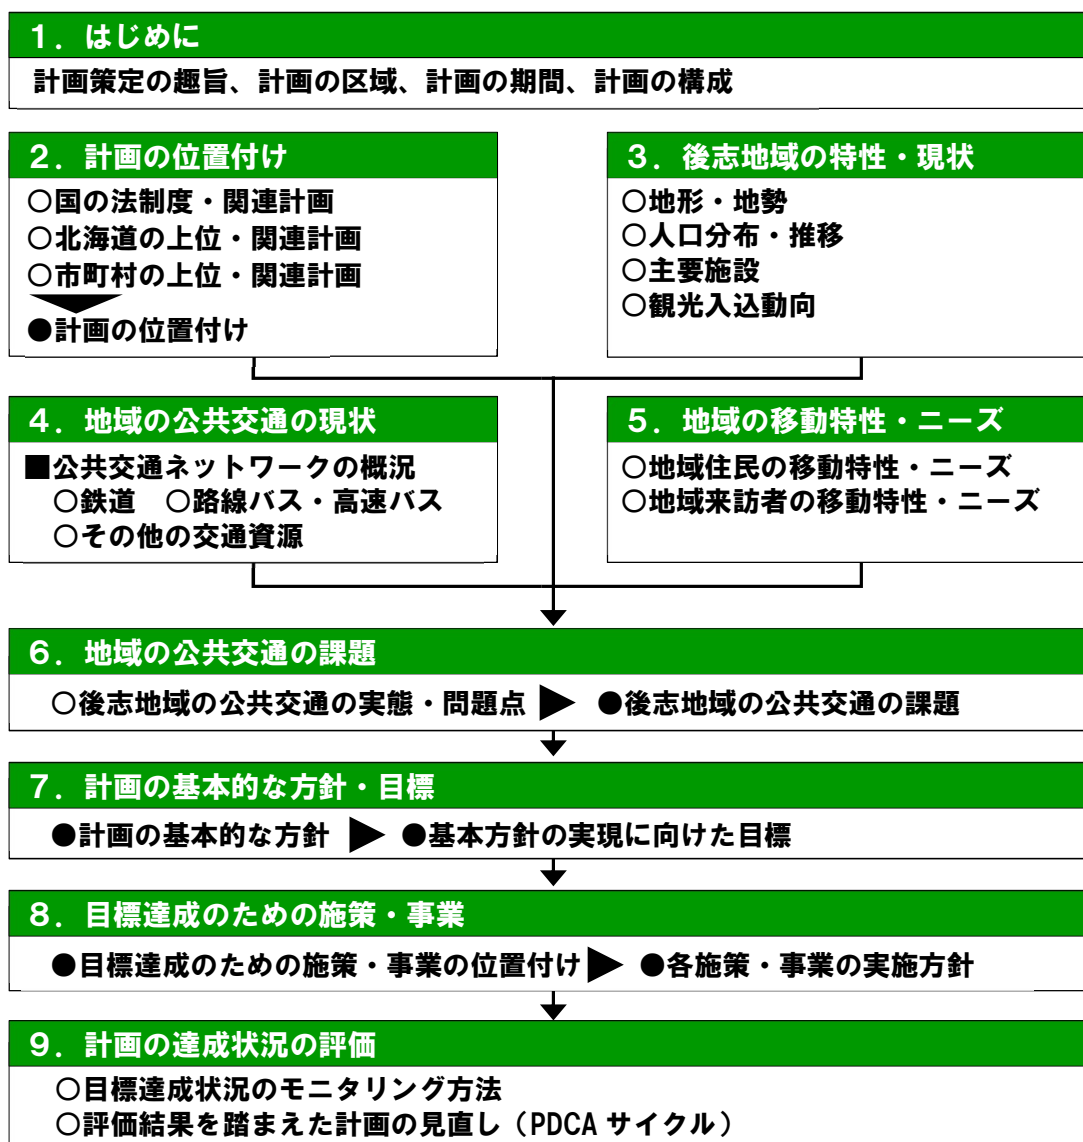 １．はじめに
計画策定の趣旨、計画の区域、計画の期間、計画の構成
２．計画の位置付け
○国の法制度・関連計画
○北海道の上位・関連計画
○市町村の上位・関連計画
●計画の位置付け
３．後志地域の特性・現状
○地形・地勢
○人口分布・推移
○主要施設
○観光入込動向
４．地域の公共交通の現状
■公共交通ネットワークの概況
○鉄道　○路線バス・高速バス
○その他の交通資源
５．地域の移動特性・ニーズ
○地域住民の移動特性・ニーズ
○地域来訪者の移動特性・ニーズ
６．地域の公共交通の課題
○後志地域の公共交通の実態・問題点 ▶ ●後志地域の公共交通の課題
７．計画の基本的な方針・目標
●計画の基本的な方針 ▶ ●基本方針の実現に向けた目標
８．目標達成のための施策・事業
●目標達成のための施策・事業の位置付け ▶ ●各施策・事業の実施方針
９．計画の達成状況の評価
○目標達成状況のモニタリング方法
○評価結果を踏まえた計画の見直し（PDCA サイクル）